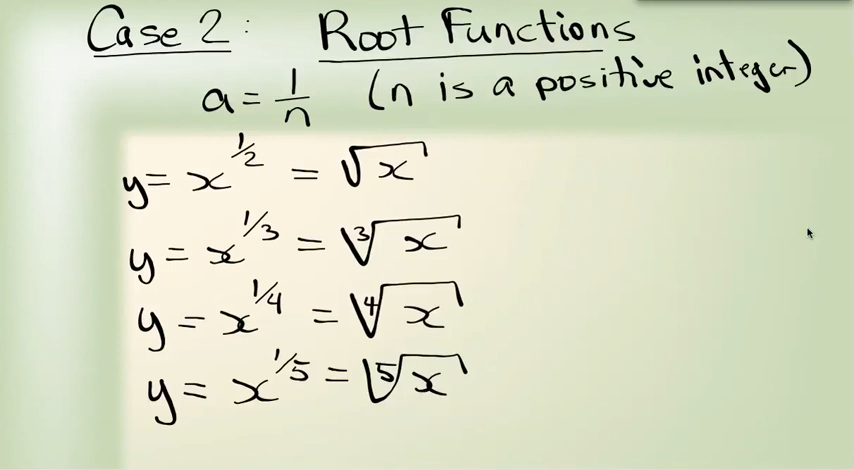 Case 2: Root Functions
a = 1/n (n is a positive integer)
y = x^(1/2) = √x
y = x^(1/3) = ∛x
y = x^(1/4) = ∜x
y = x^(1/5) = ⁵√x